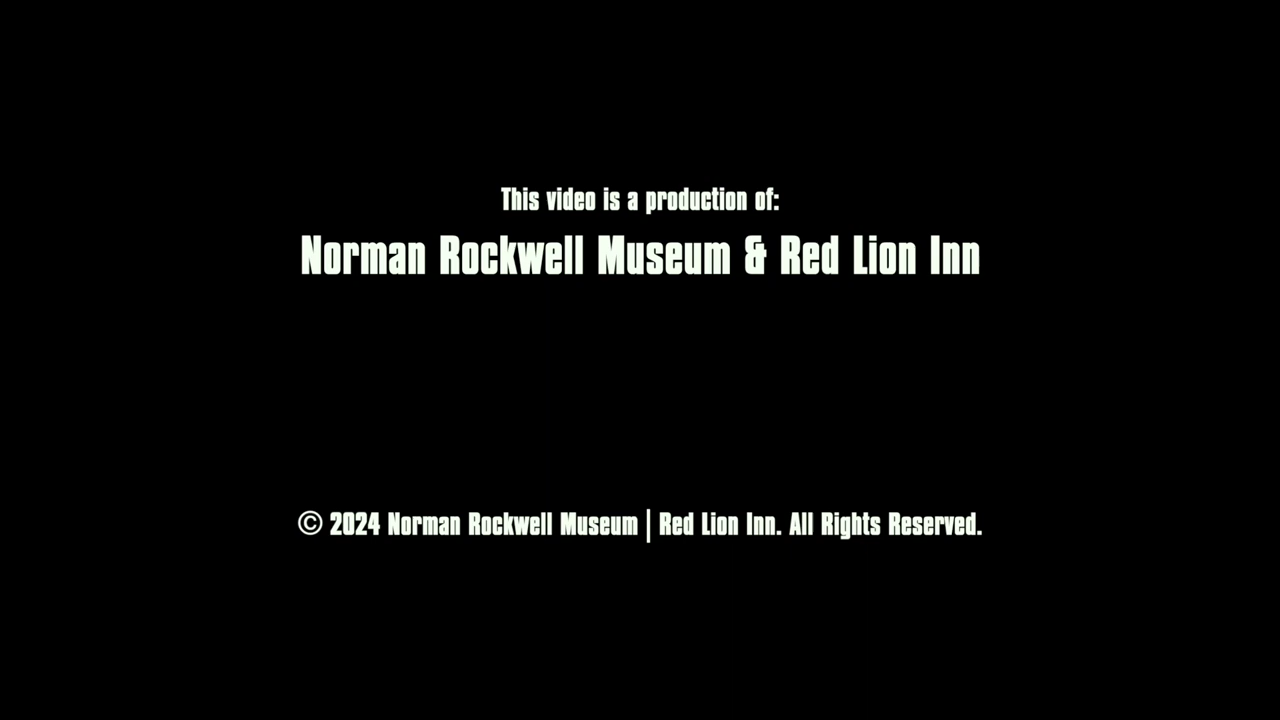 This video is a production of:
Norman Rockwell Museum & Red Lion Inn
© 2024 Norman Rockwell Museum | Red Lion Inn. All Rights Reserved.